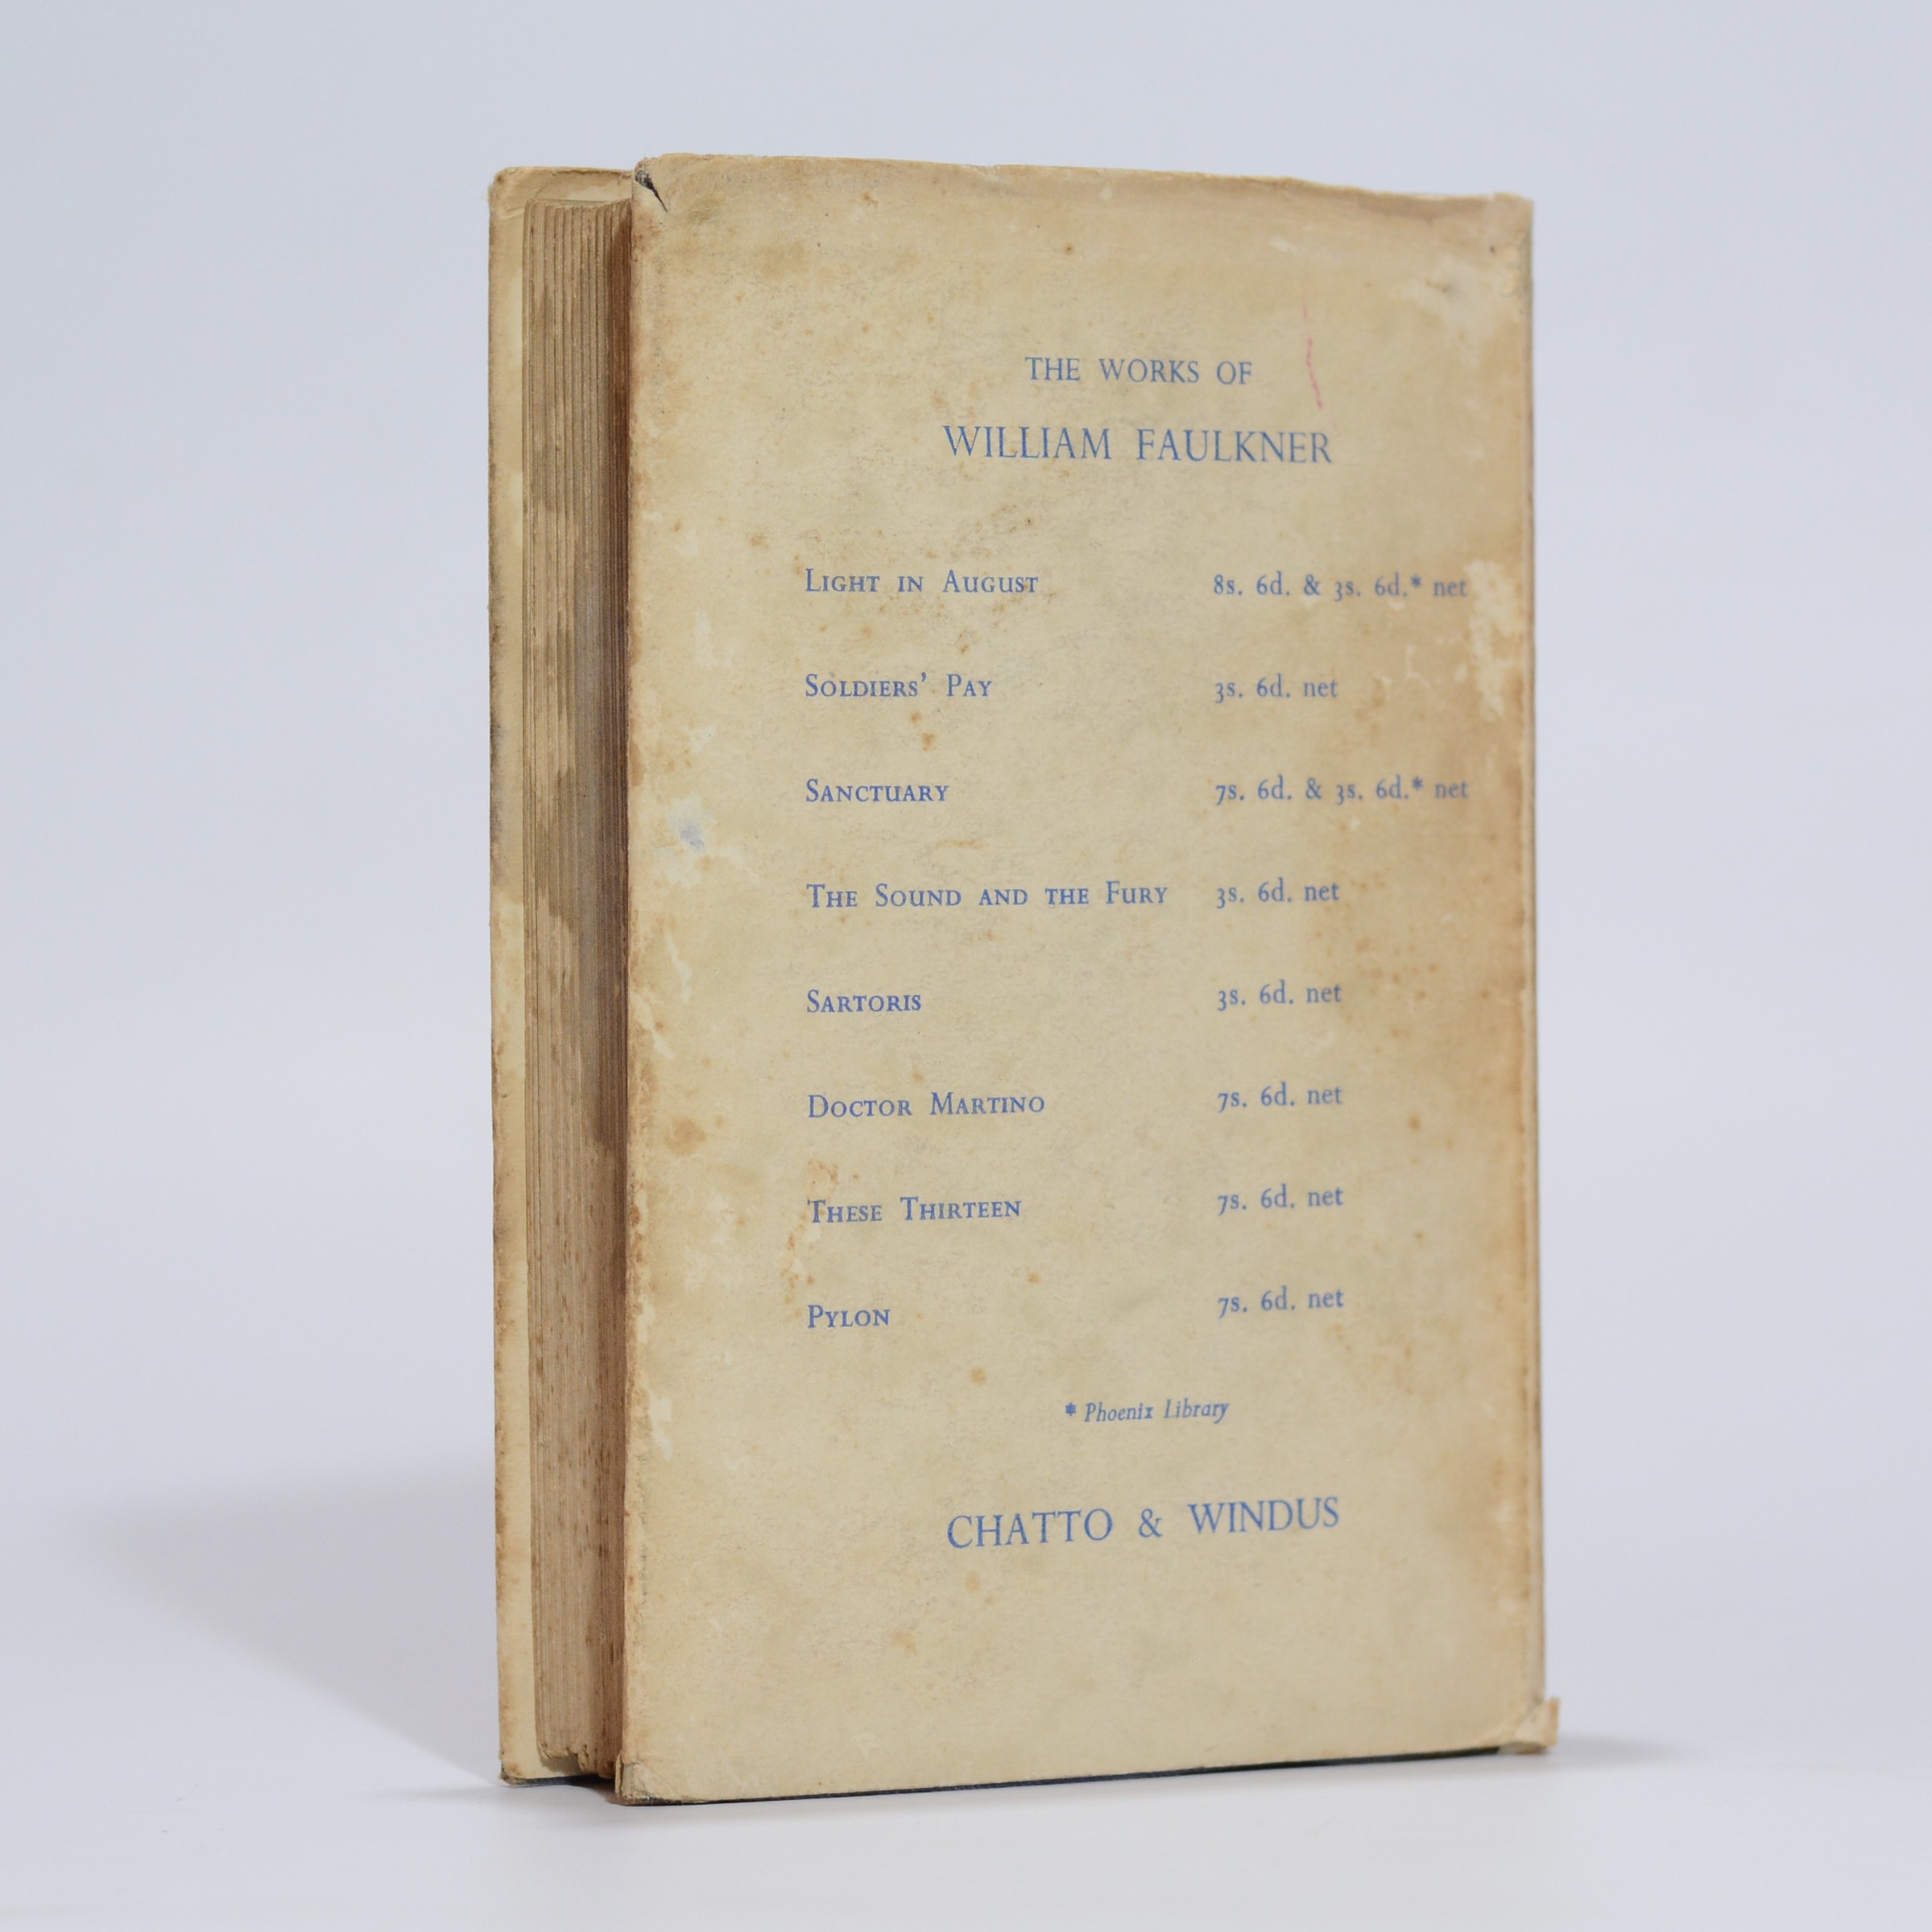 THE WORKS OF
WILLIAM FAULKNER
LIGHT IN AUGUST 8s. 6d. & 3s. 6d.* net
SOLDIERS' PAY 3s. 6d. net
SANCTUARY 7s. 6d. & 3s. 6d.* net
THE SOUND AND THE FURY 3s. 6d. net
SARTORIS 3s. 6d. net
DOCTOR MARTINO 7s. 6d. net
THESE THIRTEEN 7s. 6d. net
PYLON 7s. 6d. net
* Phoenix Library
CHATTO & WINDUS